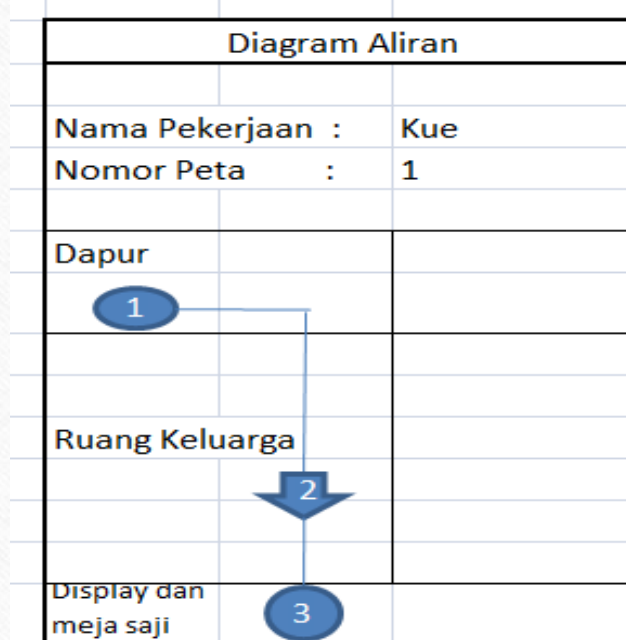 Diagram Aliran
Nama Pekerjaan : Kue
Nomor Peta : 1
Dapur
1
Ruang Keluarga
2
Display dan
meja saji
3